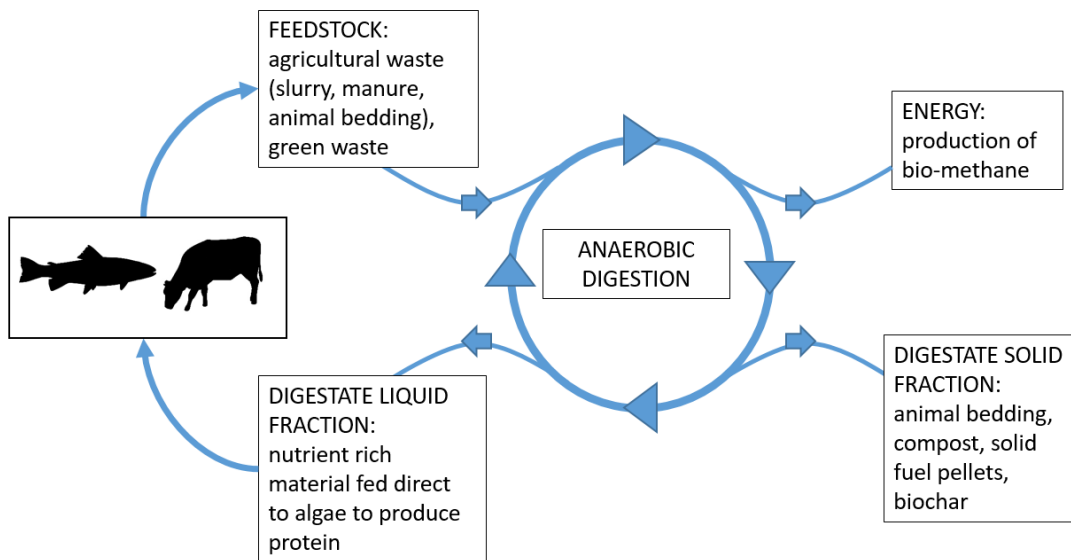 FEEDSTOCK:
agricultural waste
(slurry, manure,
animal bedding),
green waste
ENERGY:
production of
bio-methane
ANAEROBIC
DIGESTION
DIGESTATE LIQUID
FRACTION:
nutrient rich
material fed direct
to algae to produce
protein
DIGESTATE SOLID
FRACTION:
animal bedding,
compost, solid
fuel pellets,
biochar